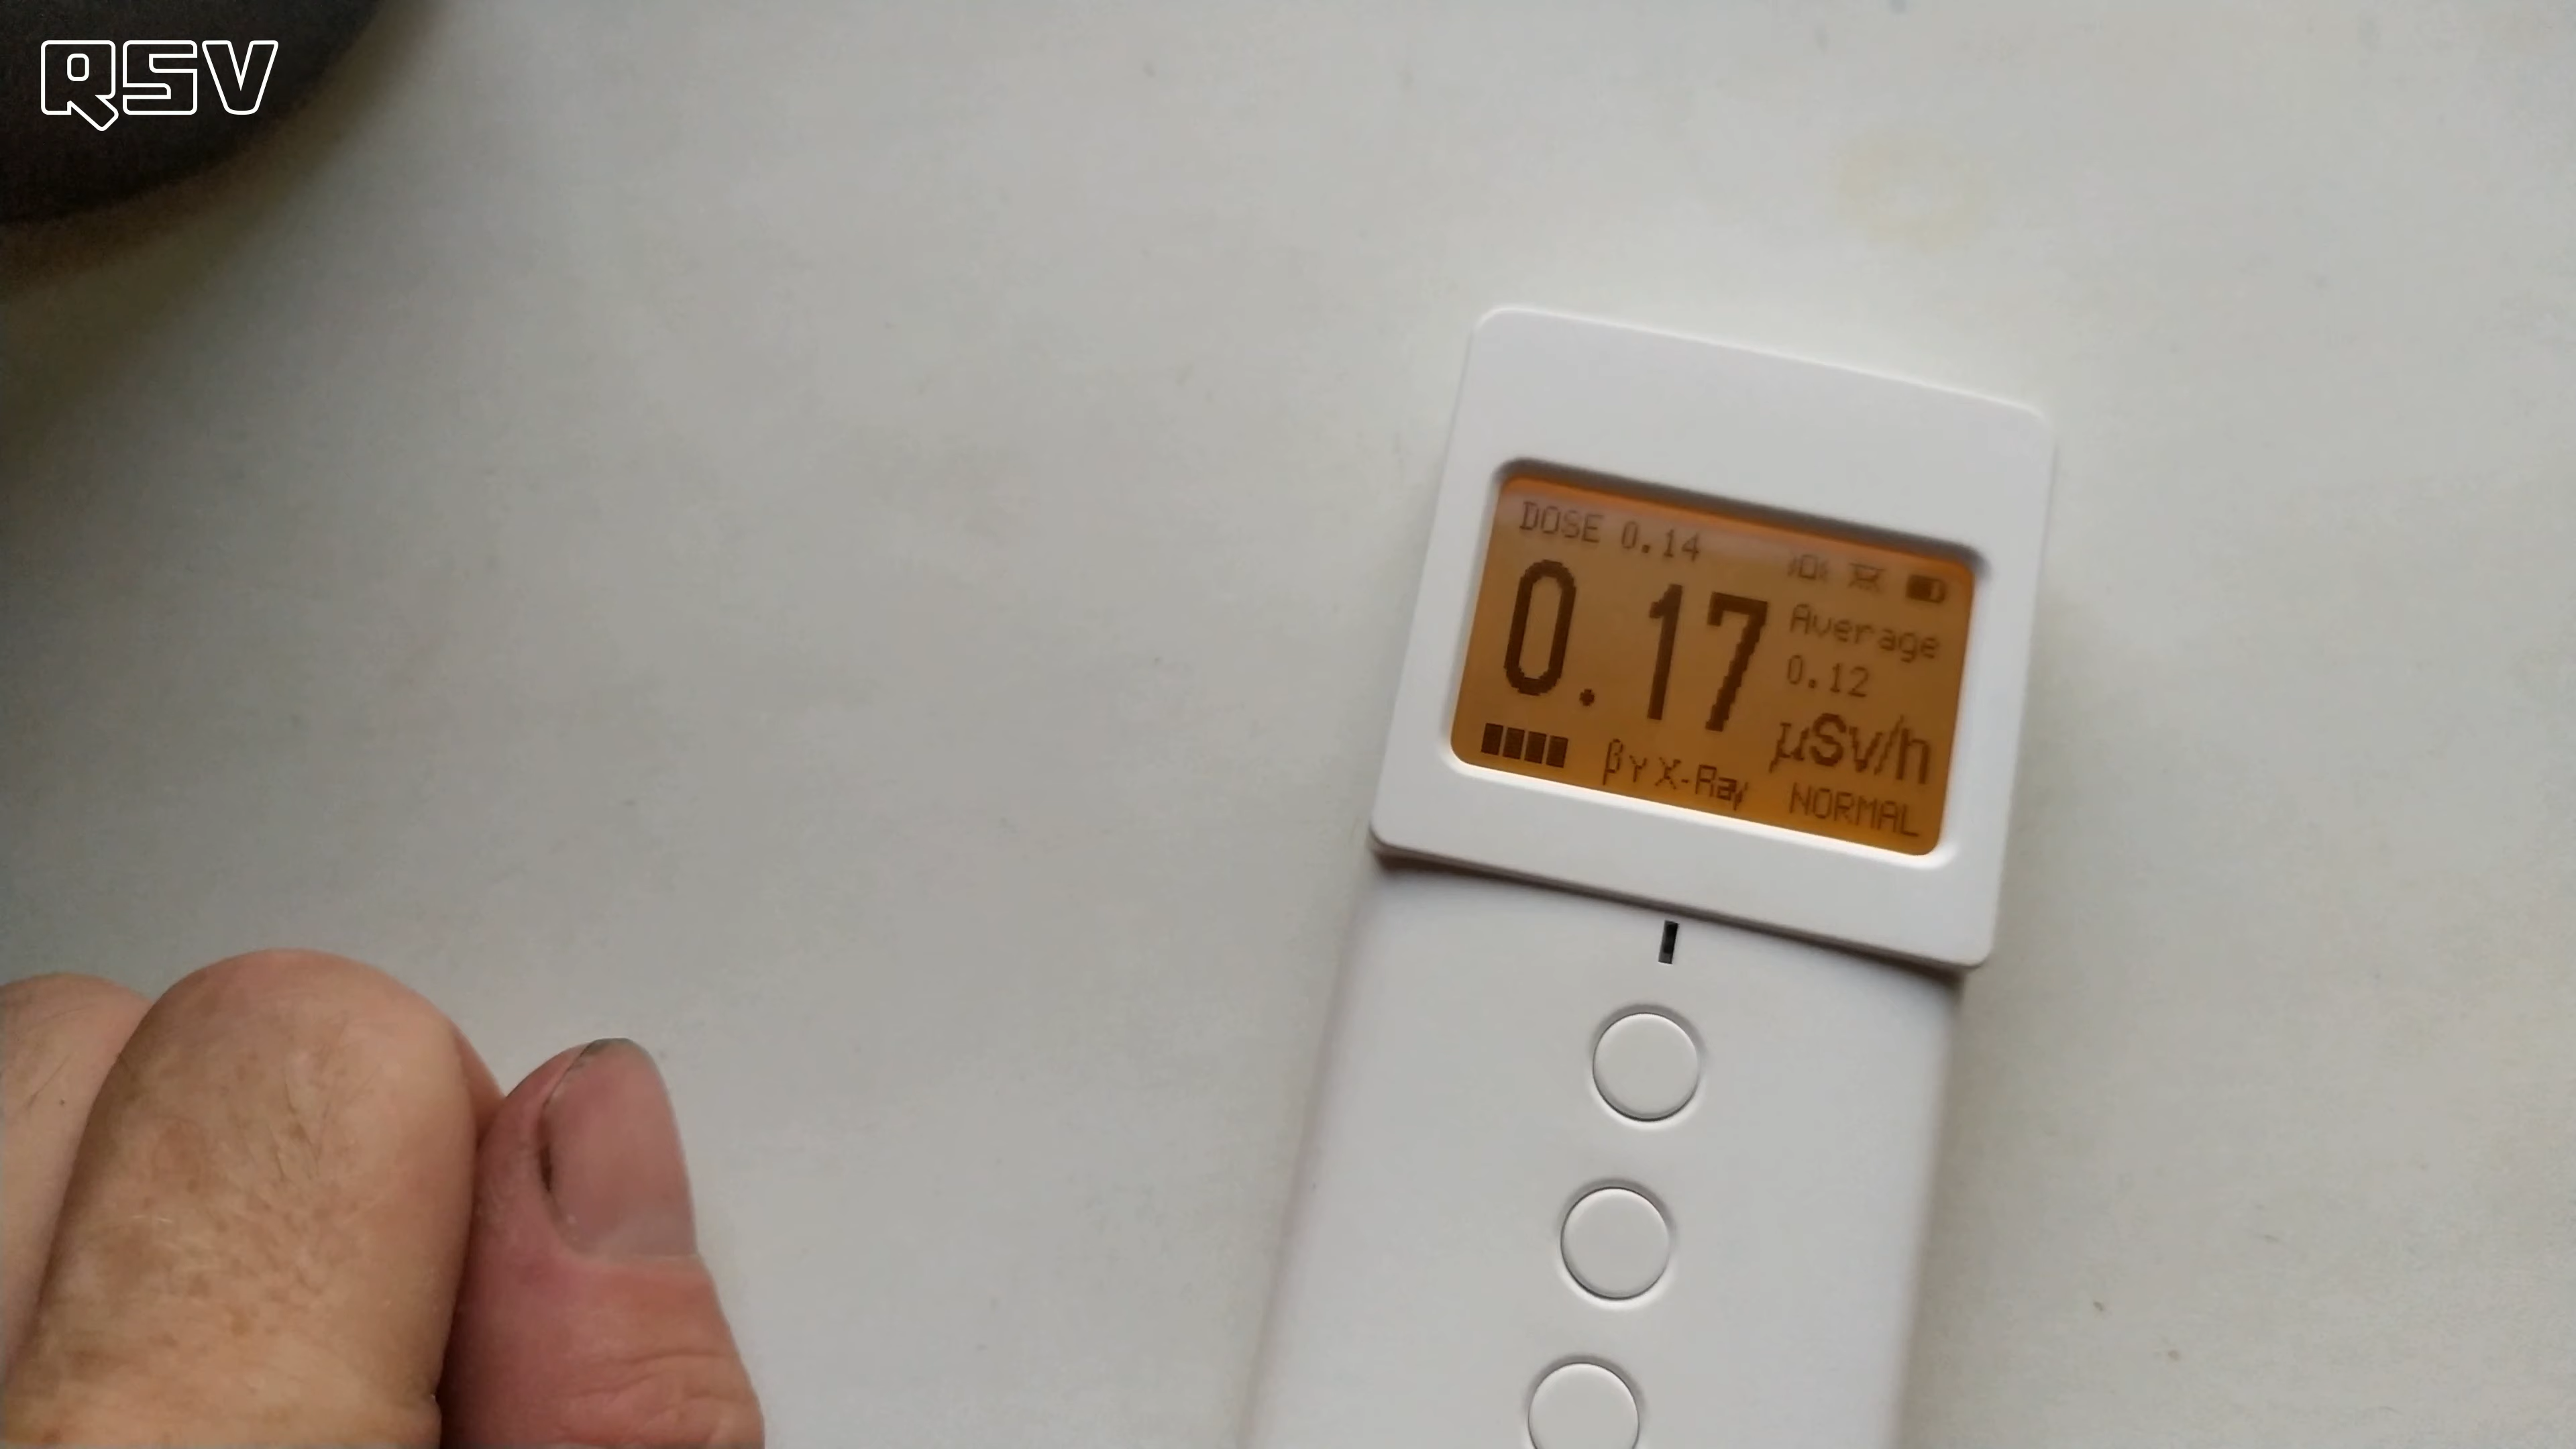 RSV
DOSE 0.14
0.17
Average
0.12
µSv/h
βγ X-Ray
NORMAL